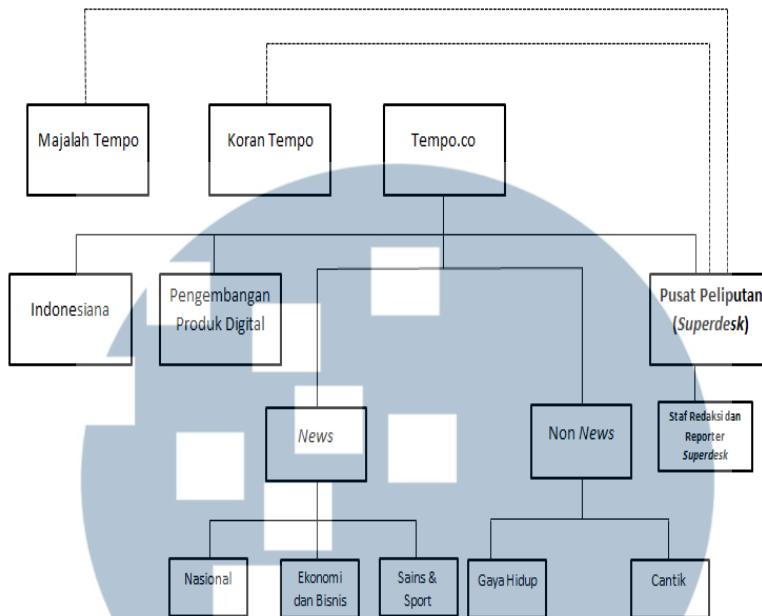 Majalah Tempo
Koran Tempo
Tempo.co
Indonesiana
Pengembangan
Produk Digital
Pusat Peliputan
(Superdesk)
News
Non News
Staf Redaksi dan
Reporter
Superdesk
Nasional
Ekonomi
dan Bisnis
Sains &
Sport
Gaya Hidup
Cantik